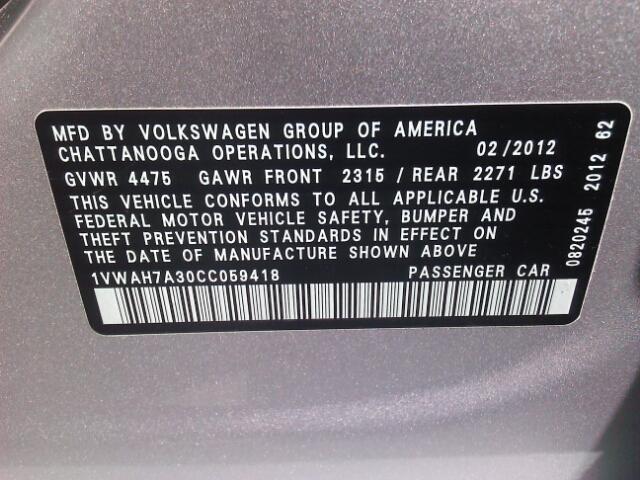 MFD BY VOLKSWAGEN GROUP OF AMERICA
CHATTANOOGA OPERATIONS, LLC. 02/2012
GVWR 4475 GAWR FRONT 2315 / REAR 2271 LBS
THIS VEHICLE CONFORMS TO ALL APPLICABLE U.S.
FEDERAL MOTOR VEHICLE SAFETY, BUMPER AND
THEFT PREVENTION STANDARDS IN EFFECT ON
THE DATE OF MANUFACTURE SHOWN ABOVE
1VWAH7A30CC059418 PASSENGER CAR
0820245 2012 62